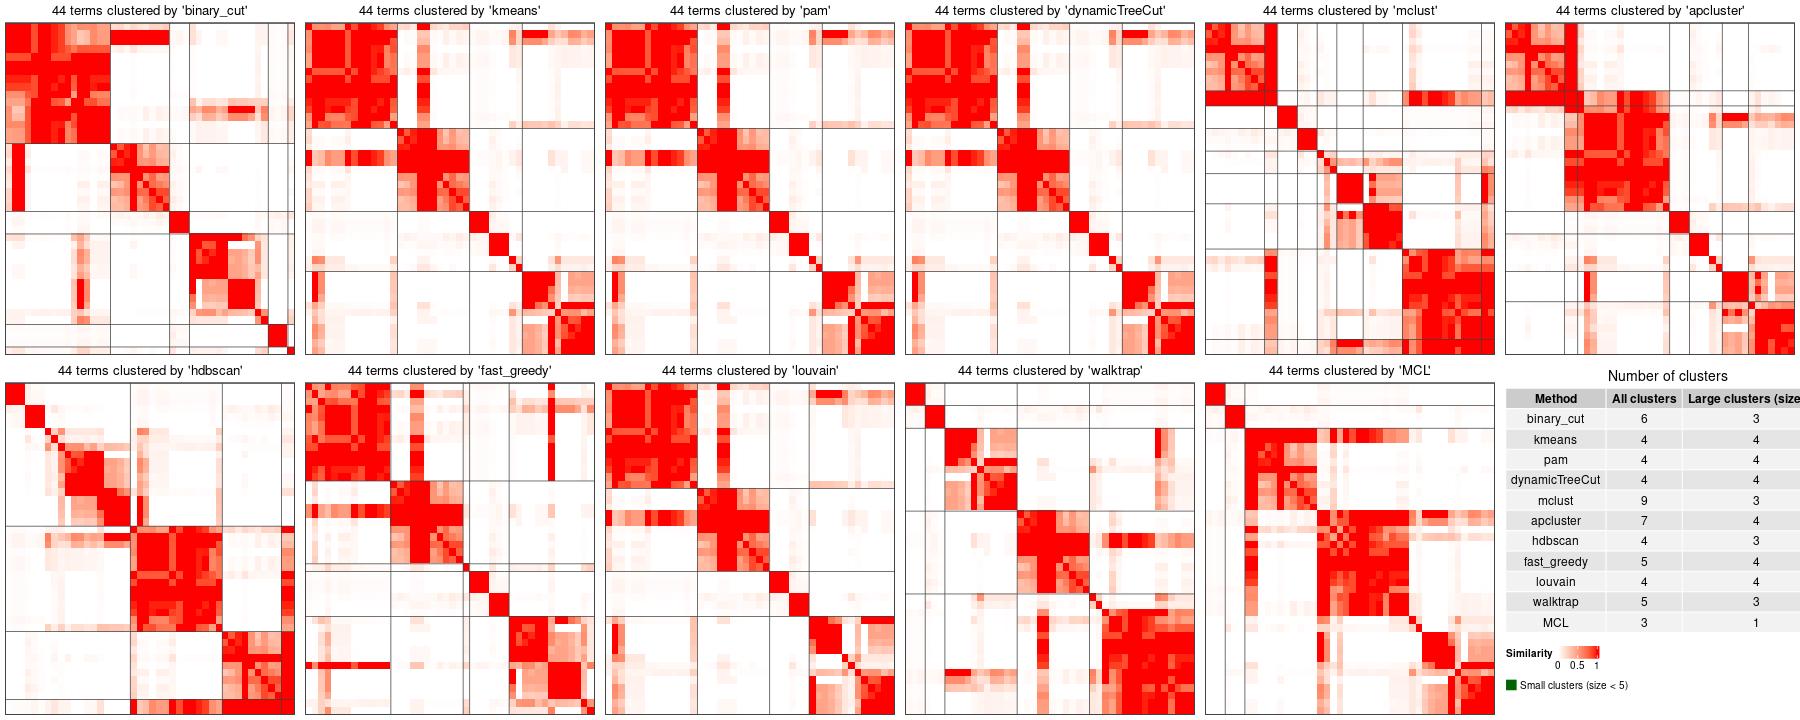 44 terms clustered by 'binary_cut'
44 terms clustered by 'kmeans'
44 terms clustered by 'pam'
44 terms clustered by 'dynamicTreeCut'
44 terms clustered by 'mclust'
44 terms clustered by 'apcluster'
44 terms clustered by 'hdbscan'
44 terms clustered by 'fast_greedy'
44 terms clustered by 'louvain'
44 terms clustered by 'walktrap'
44 terms clustered by 'MCL'
Number of clusters
Method All clusters Large clusters (size
binary_cut 6 3
kmeans 4 4
pam 4 4
dynamicTreeCut 4 4
mclust 9 3
apcluster 7 4
hdbscan 4 3
fast_greedy 5 4
louvain 4 4
walktrap 5 3
MCL 3 1
Similarity
0 0.5 1
Small clusters (size < 5)